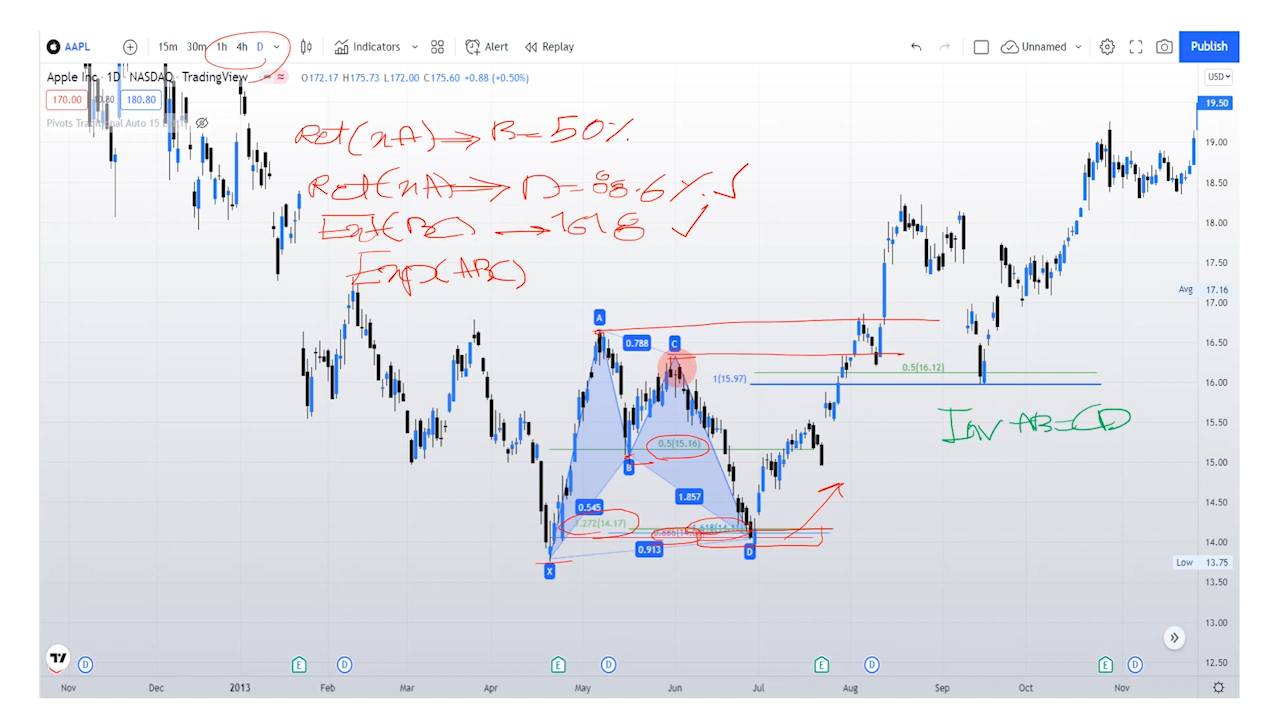 AAPL 15m 30m 1h 4h D Indicators Alert Replay Unnamed Publish
Apple Inc · 1D · NASDAQ · TradingView O172.17 H175.73 L172.00 C175.60 +0.88 (+0.50%) USD
170.00 180.80 19.50
Pivots Traditional Auto 15
Ret(XA) → B = 50% 19.00
Ret(XA) → D = 88.6% ✓ 18.50
Ext(BC) → 1618 ✓ 18.00
Exp(ABC) 17.50
Avg 17.16
17.00
A
0.788 C 16.50
0.5(16.12)
1(15.97) 16.00
Inv AB=CD 15.50
0.5(15.16)
B 15.00
1.857
0.545 14.50
1.272(14.17)
0.913 D 14.00
X Low 13.75
13.50
13.00
D E D E D E D E D 12.50
Nov Dec 2013 Feb Mar Apr May Jun Jul Aug Sep Oct Nov